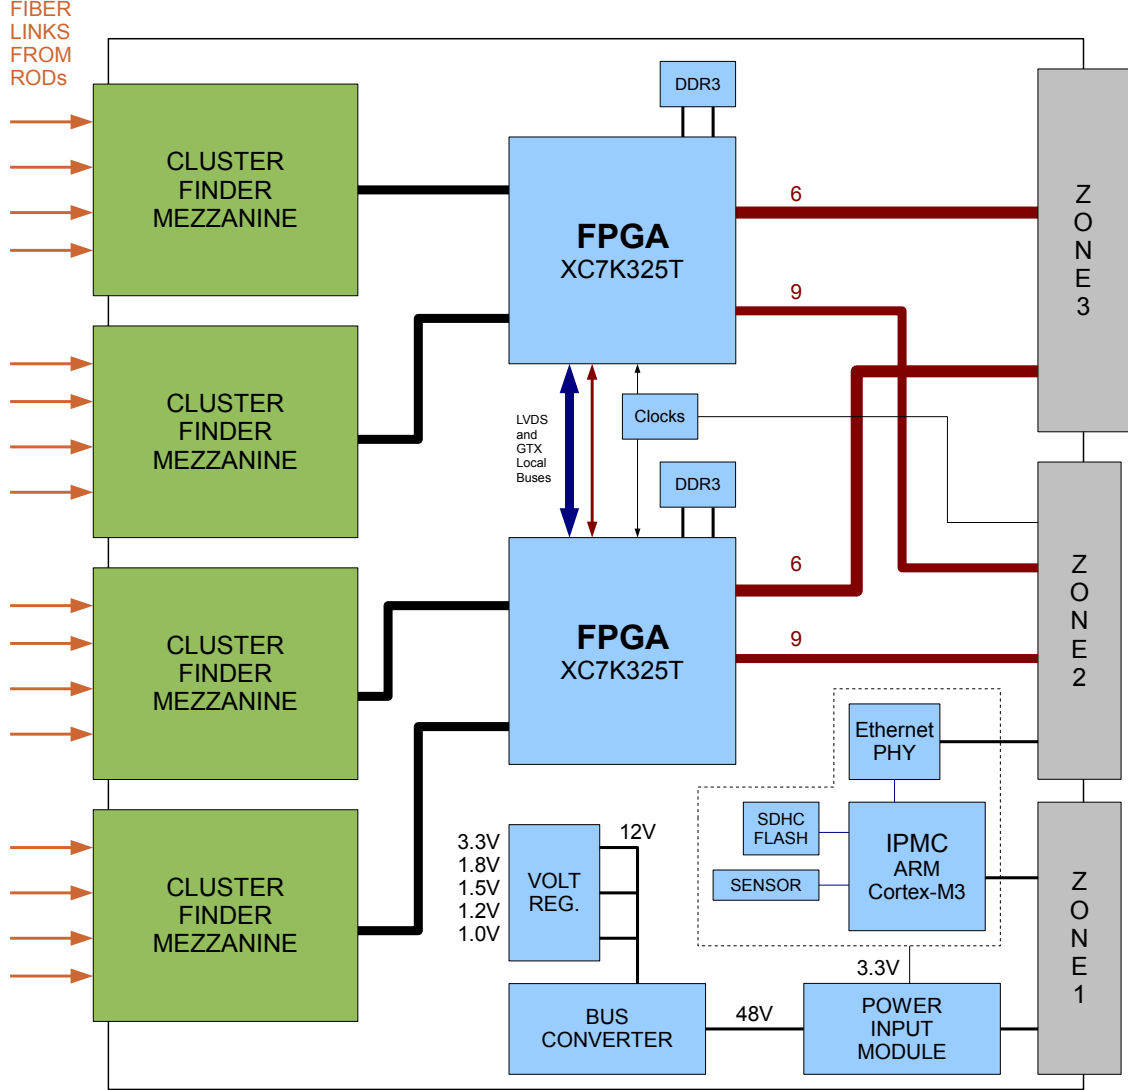 FIBER
LINKS
FROM
RODs
CLUSTER
FINDER
MEZZANINE
CLUSTER
FINDER
MEZZANINE
CLUSTER
FINDER
MEZZANINE
CLUSTER
FINDER
MEZZANINE
DDR3
FPGA
XC7K325T
6
9
LVDS
and
GTX
Local
Buses
Clocks
DDR3
FPGA
XC7K325T
6
9
Z
O
N
E
3
Z
O
N
E
2
Z
O
N
E
1
Ethernet
PHY
SDHC
FLASH
SENSOR
IPMC
ARM
Cortex-M3
3.3V
1.8V
1.5V
1.2V
1.0V
VOLT
REG.
12V
BUS
CONVERTER
48V
3.3V
POWER
INPUT
MODULE